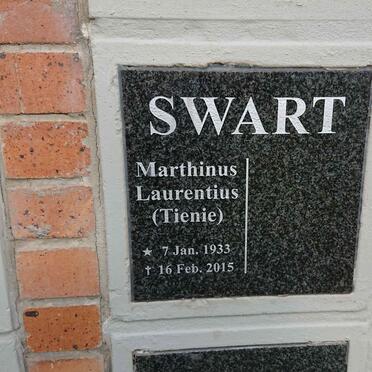 SWART
Marthinus
Laurentius
(Tienie)
★ 7 Jan. 1933
† 16 Feb. 2015